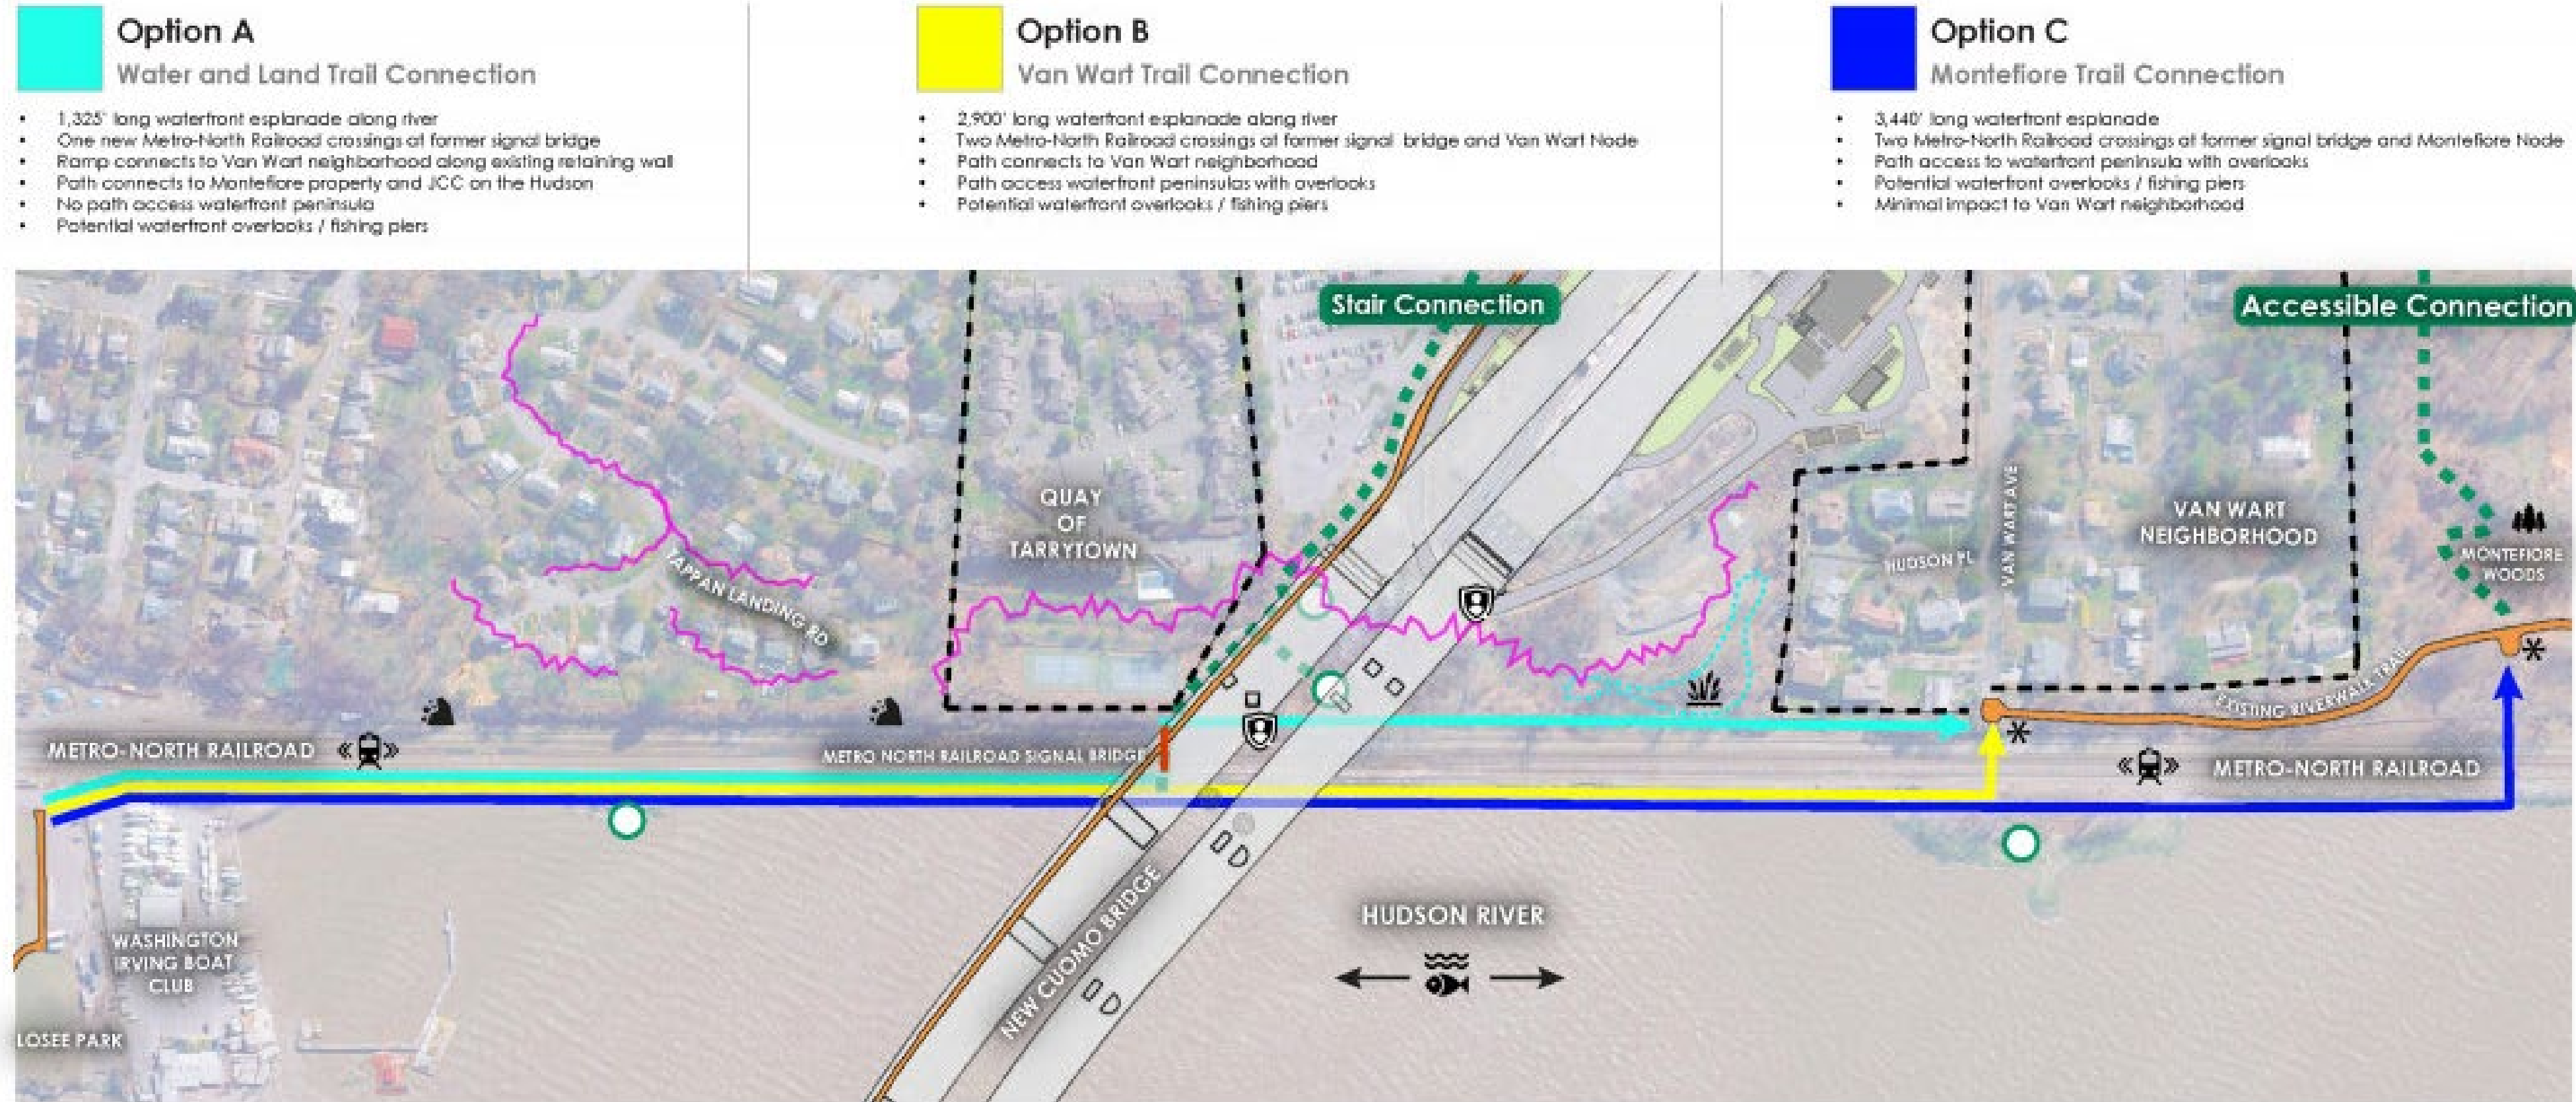 Option A
Water and Land Trail Connection
• 1,325' long waterfront esplanade along river
• One new Metro-North Railroad crossings at former signal bridge
• Ramp connects to Van Wart neighborhood along existing retaining wall
• Path connects to Montefiore property and JCC on the Hudson
• No path access waterfront peninsula
• Potential waterfront overlooks / fishing piers
Option B
Van Wart Trail Connection
• 2,900' long waterfront esplanade along river
• Two Metro-North Railroad crossings at former signal bridge and Van Wart Node
• Path connects to Van Wart neighborhood
• Path access waterfront peninsulas with overlooks
• Potential waterfront overlooks / fishing piers
Option C
Montefiore Trail Connection
• 3,440' long waterfront esplanade
• Two Metro-North Railroad crossings at former signal bridge and Montefiore Node
• Path access to waterfront peninsula with overlooks
• Potential waterfront overlooks / fishing piers
• Minimal impact to Van Wart neighborhood
Stair Connection
Accessible Connection
QUAY
OF
TARRYTOWN
TAPPAN LANDING RD
HUDSON PL
VAN WART AVE
VAN WART
NEIGHBORHOOD
MONTEFIORE
WOODS
EXISTING RIVERWALK TRAIL
METRO-NORTH RAILROAD
METRO NORTH RAILROAD SIGNAL BRIDGE
METRO-NORTH RAILROAD
NEW CUOMO BRIDGE
HUDSON RIVER
WASHINGTON
IRVING BOAT
CLUB
LOSEE PARK